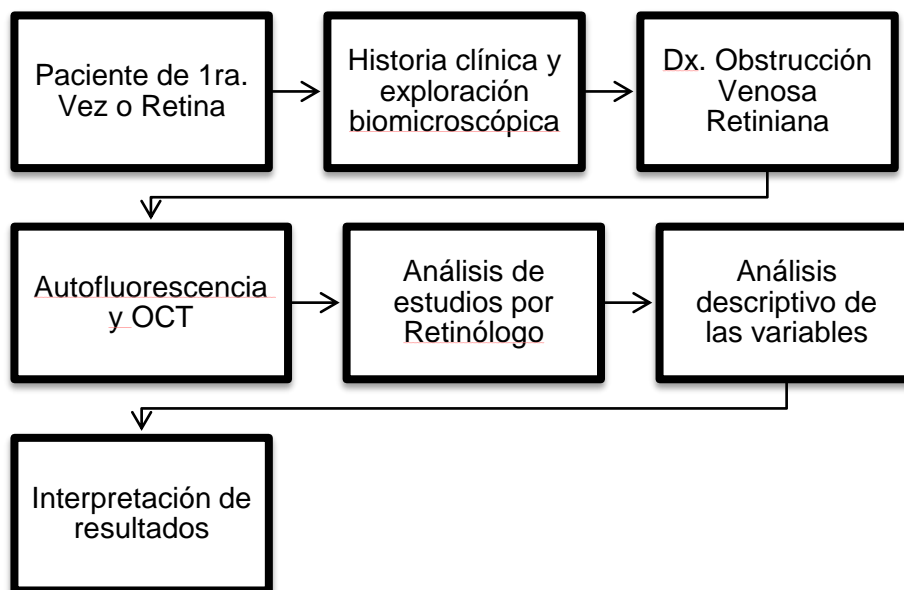 Paciente de 1ra.
Vez o Retina
Historia clínica y
exploración
biomicroscópica
Dx. Obstrucción
Venosa
Retiniana
Autofluorescencia
y OCT
Análisis de
estudios por
Retinólogo
Análisis
descriptivo de
las variables
Interpretación de
resultados